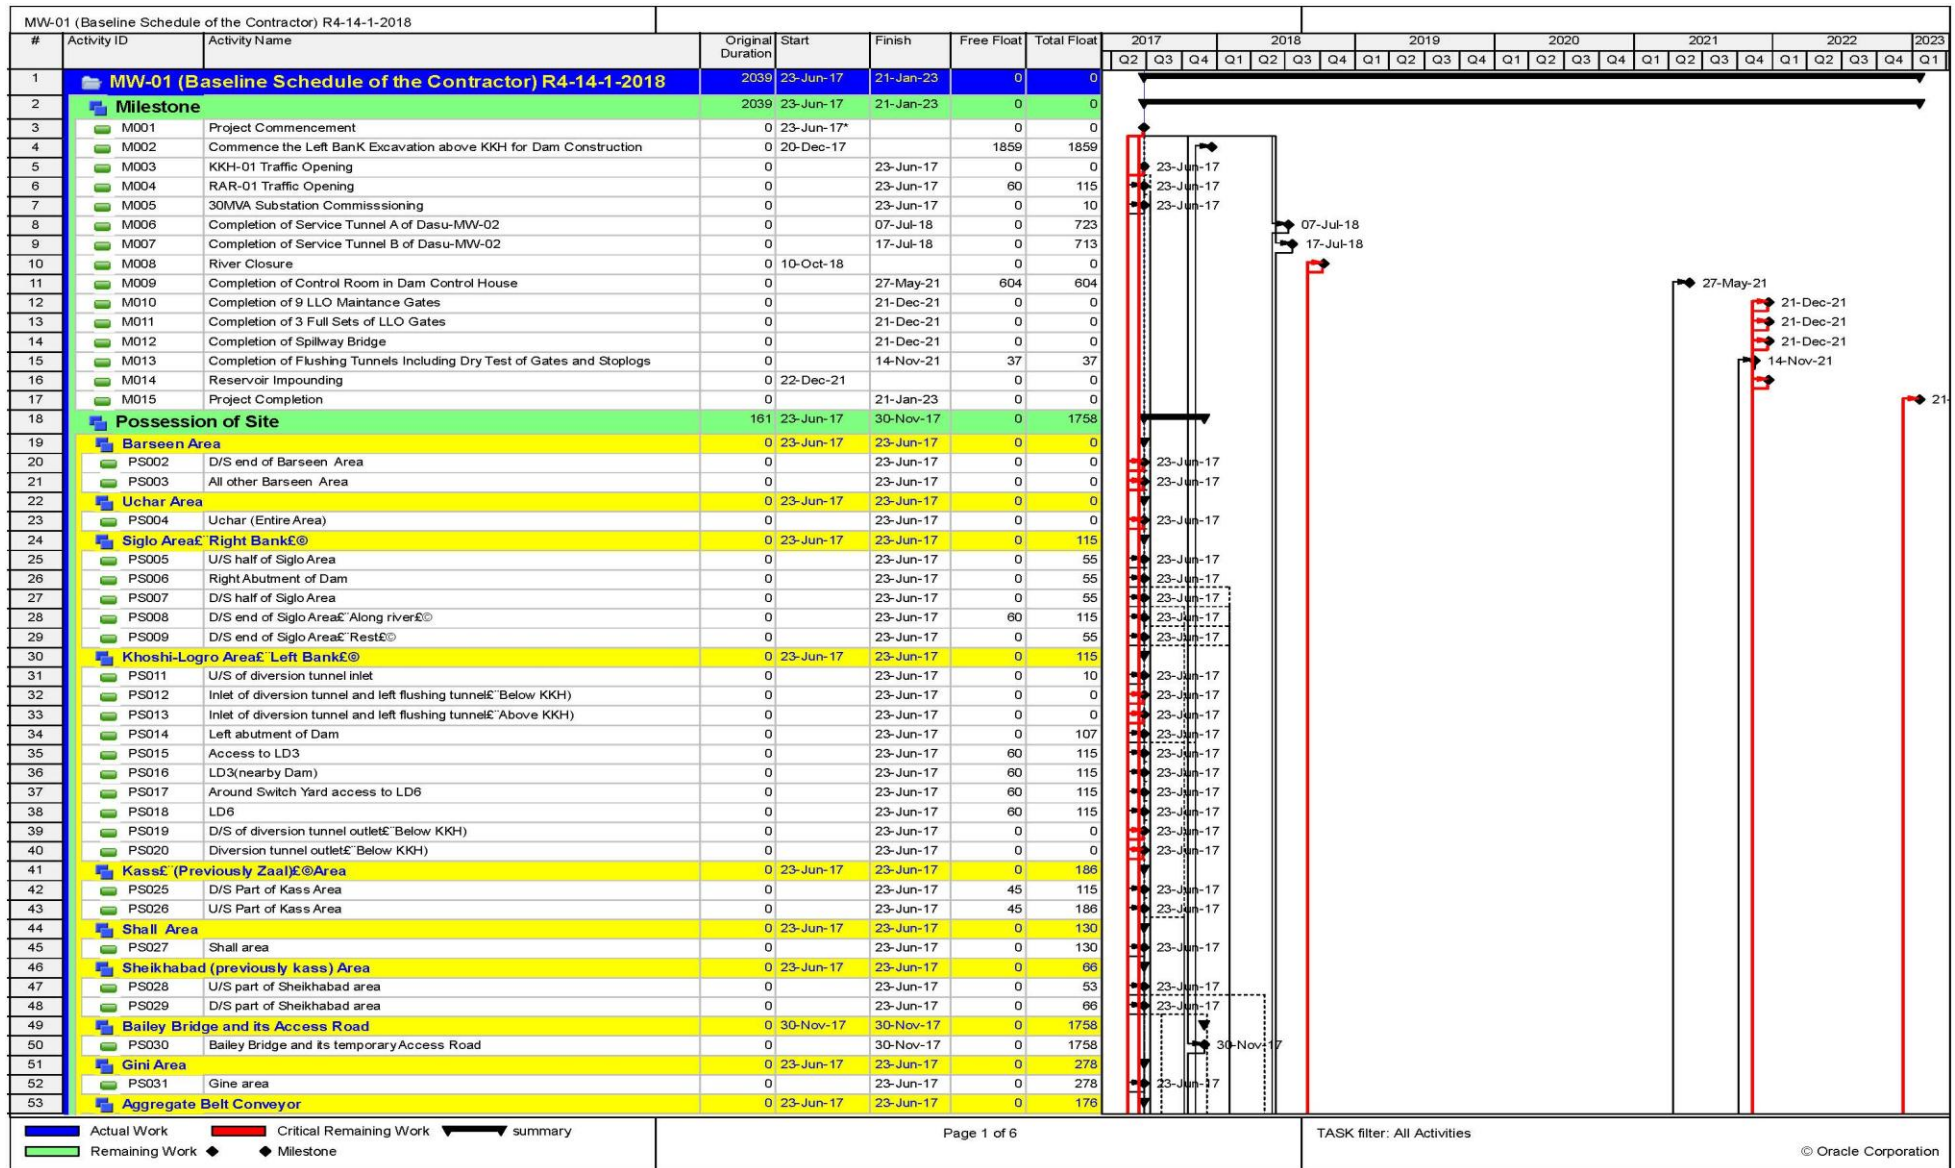 MW-01 (Baseline Schedule of the Contractor) R4-14-1-2018
# Activity ID Activity Name Original Duration Start Finish Free Float Total Float 2017 2018 2019 2020 2021 2022 2023
Q2 Q3 Q4 Q1 Q2 Q3 Q4 Q1 Q2 Q3 Q4 Q1 Q2 Q3 Q4 Q1 Q2 Q3 Q4 Q1 Q2 Q3 Q4 Q1
1 MW-01 (Baseline Schedule of the Contractor) R4-14-1-2018 2039 23-Jun-17 21-Jan-23 0 0
2 Milestone 2039 23-Jun-17 21-Jan-23 0 0
3 M001 Project Commencement 0 23-Jun-17* 0 0
4 M002 Commence the Left BanK Excavation above KKH for Dam Construction 0 20-Dec-17 1859 1859
5 M003 KKH-01 Traffic Opening 0 23-Jun-17 0 0 23-Jun-17
6 M004 RAR-01 Traffic Opening 0 23-Jun-17 60 115 23-Jun-17
7 M005 30MVA Substation Commisssioning 0 23-Jun-17 0 10 23-Jun-17
8 M006 Completion of Service Tunnel A of Dasu-MW-02 0 07-Jul-18 0 723 07-Jul-18
9 M007 Completion of Service Tunnel B of Dasu-MW-02 0 17-Jul-18 0 713 17-Jul-18
10 M008 River Closure 0 10-Oct-18 0 0
11 M009 Completion of Control Room in Dam Control House 0 27-May-21 604 604 27-May-21
12 M010 Completion of 9 LLO Maintance Gates 0 21-Dec-21 0 0 21-Dec-21
13 M011 Completion of 3 Full Sets of LLO Gates 0 21-Dec-21 0 0 21-Dec-21
14 M012 Completion of Spillway Bridge 0 21-Dec-21 0 0 21-Dec-21
15 M013 Completion of Flushing Tunnels Including Dry Test of Gates and Stoplogs 0 14-Nov-21 37 37 14-Nov-21
16 M014 Reservoir Impounding 0 22-Dec-21 0 0
17 M015 Project Completion 0 21-Jan-23 0 0 21-
18 Possession of Site 161 23-Jun-17 30-Nov-17 0 1758
19 Barseen Area 0 23-Jun-17 23-Jun-17 0 0
20 PS002 D/S end of Barseen Area 0 23-Jun-17 0 0 23-Jun-17
21 PS003 All other Barseen Area 0 23-Jun-17 0 0 23-Jun-17
22 Uchar Area 0 23-Jun-17 23-Jun-17 0 0
23 PS004 Uchar (Entire Area) 0 23-Jun-17 0 0 23-Jun-17
24 Siglo Area£¨Right Bank£© 0 23-Jun-17 23-Jun-17 0 115
25 PS005 U/S half of Siglo Area 0 23-Jun-17 0 55 23-Jun-17
26 PS006 Right Abutment of Dam 0 23-Jun-17 0 55 23-Jun-17
27 PS007 D/S half of Siglo Area 0 23-Jun-17 0 55 23-Jun-17
28 PS008 D/S end of Siglo Area£¨Along river£© 0 23-Jun-17 60 115 23-Jun-17
29 PS009 D/S end of Siglo Area£¨Rest£© 0 23-Jun-17 0 55 23-Jun-17
30 Khoshi-Logro Area£¨Left Bank£© 0 23-Jun-17 23-Jun-17 0 115
31 PS011 U/S of diversion tunnel inlet 0 23-Jun-17 0 10 23-Jun-17
32 PS012 Inlet of diversion tunnel and left flushing tunnel£¨Below KKH) 0 23-Jun-17 0 0 23-Jun-17
33 PS013 Inlet of diversion tunnel and left flushing tunnel£¨Above KKH) 0 23-Jun-17 0 0 23-Jun-17
34 PS014 Left abutment of Dam 0 23-Jun-17 0 107 23-Jun-17
35 PS015 Access to LD3 0 23-Jun-17 60 115 23-Jun-17
36 PS016 LD3(nearby Dam) 0 23-Jun-17 60 115 23-Jun-17
37 PS017 Around Switch Yard access to LD6 0 23-Jun-17 60 115 23-Jun-17
38 PS018 LD6 0 23-Jun-17 60 115 23-Jun-17
39 PS019 D/S of diversion tunnel outlet£¨Below KKH) 0 23-Jun-17 0 0 23-Jun-17
40 PS020 Diversion tunnel outlet£¨Below KKH) 0 23-Jun-17 0 0 23-Jun-17
41 Kass£¨(Previously Zaal)£©Area 0 23-Jun-17 23-Jun-17 0 186
42 PS025 D/S Part of Kass Area 0 23-Jun-17 45 115 23-Jun-17
43 PS026 U/S Part of Kass Area 0 23-Jun-17 45 186 23-Jun-17
44 Shall Area 0 23-Jun-17 23-Jun-17 0 130
45 PS027 Shall area 0 23-Jun-17 0 130 23-Jun-17
46 Sheikhabad (previously kass) Area 0 23-Jun-17 23-Jun-17 0 66
47 PS028 U/S part of Sheikhabad area 0 23-Jun-17 0 53 23-Jun-17
48 PS029 D/S part of Sheikhabad area 0 23-Jun-17 0 66 23-Jun-17
49 Bailey Bridge and its Access Road 0 30-Nov-17 30-Nov-17 0 1758
50 PS030 Bailey Bridge and its temporary Access Road 0 30-Nov-17 0 1758 30-Nov-17
51 Gini Area 0 23-Jun-17 23-Jun-17 0 278
52 PS031 Gine area 0 23-Jun-17 0 278 23-Jun-17
53 Aggregate Belt Conveyor 0 23-Jun-17 23-Jun-17 0 176
Actual Work Critical Remaining Work summary Page 1 of 6 TASK filter: All Activities
Remaining Work Milestone © Oracle Corporation